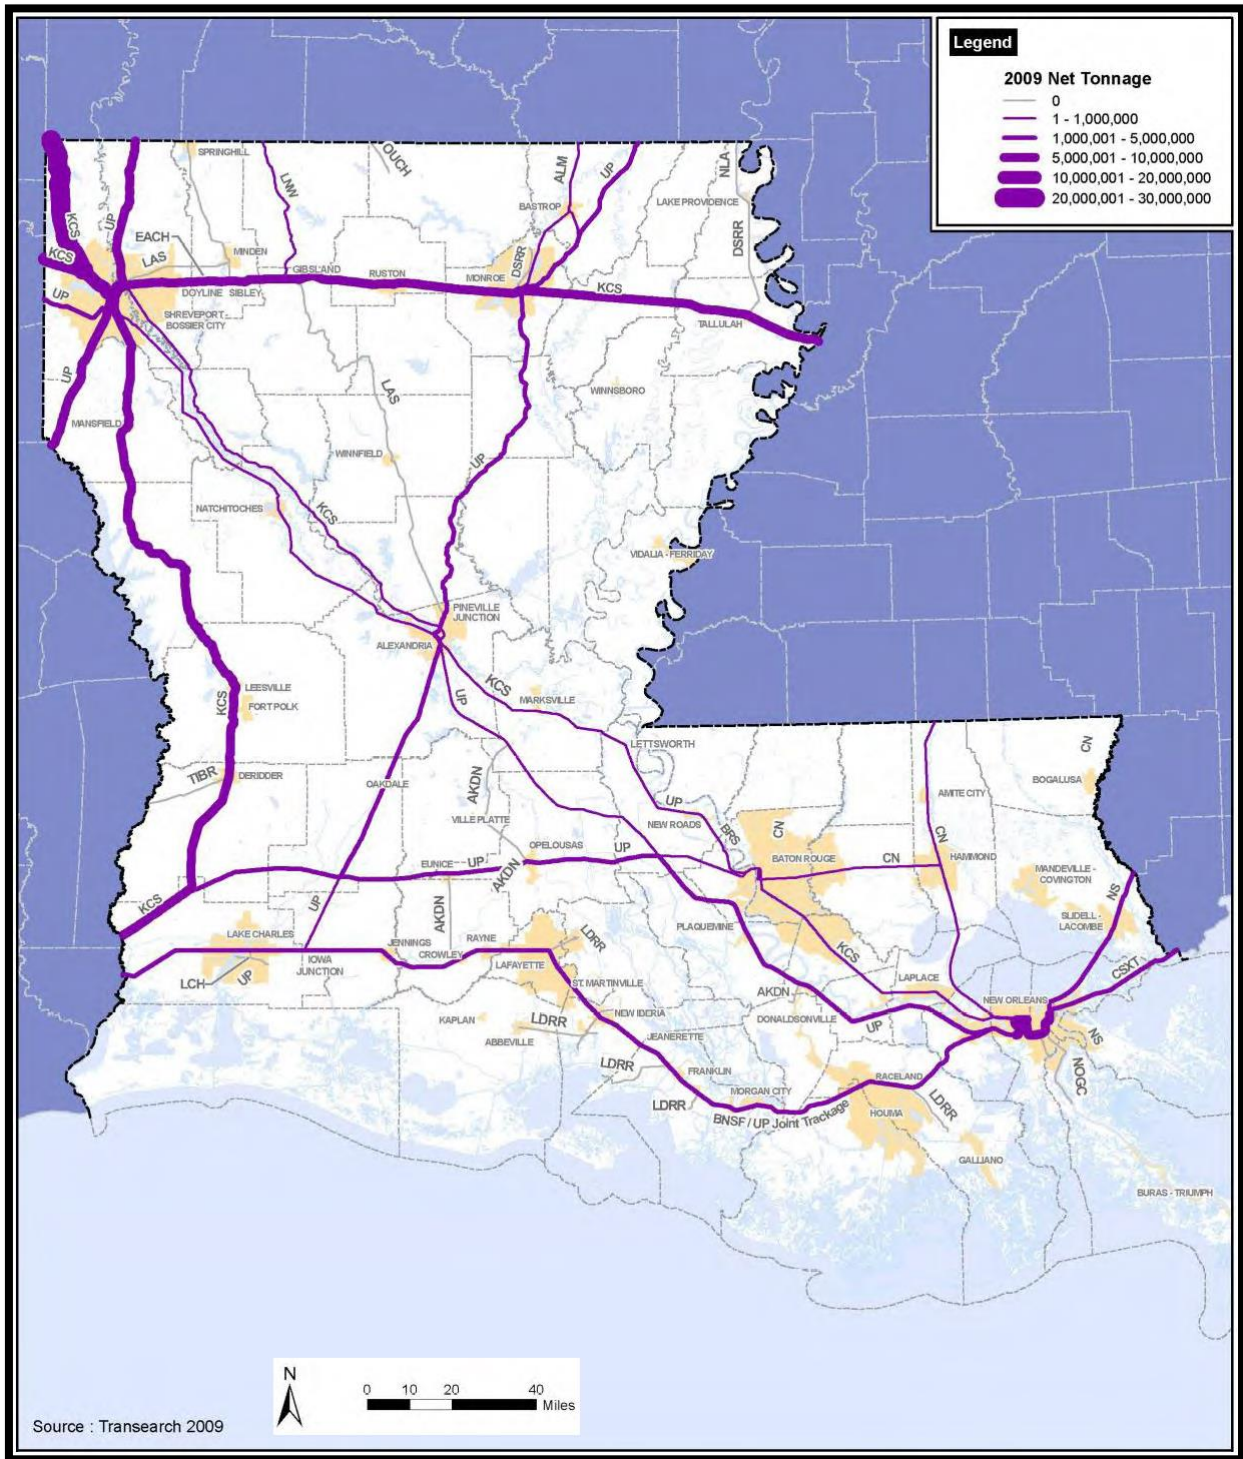 Legend
2009 Net Tonnage
0
1 - 1,000,000
1,000,001 - 5,000,000
5,000,001 - 10,000,000
10,000,001 - 20,000,000
20,000,001 - 30,000,000
SPRINGHILL
OUCH
LNW
ALM
UP
NLA
BASTROP
LAKE PROVIDENCE
KCS
UP
EACH
LAS
MINDEN
DSRR
DSRR
KCS
GIBSLAND
RUSTON
MONROE
UP
DOYLINE
SIBLEY
KCS
SHREVEPORT -
BOSSIER CITY
TALLULAH
UP
LAS
WINNSBORO
MANSFIELD
WINNFIELD
UP
NATCHITOCHES
KCS
VIDALIA - FERRIDAY
PINEVILLE
JUNCTION
ALEXANDRIA
KCS
LEESVILLE
FORT POLK
KCS
UP
MARKSVILLE
LETTSWORTH
CN
TIBR
DERIDDER
OAKDALE
AKDN
BOGALUSA
AMITE CITY
UP
NEW ROADS
VILLE PLATTE
BRS
CN
CN
OPELOUSAS
UP
EUNICE
UP
AKDN
BATON ROUGE
CN
HAMMOND
MANDEVILLE -
COVINGTON
KCS
UP
AKDN
NS
SLIDELL -
LACOMBE
PLAQUEMINE
LAKE CHARLES
JENNINGS
CROWLEY
RAYNE
LDRR
KCS
IOWA
JUNCTION
LAFAYETTE
CSXT
LCH
UP
ST. MARTINVILLE
LAPLACE
AKDN
NEW ORLEANS
KAPLAN
LDRR
NEW IBERIA
DONALDSONVILLE
UP
ABBEVILLE
JEANERETTE
NS
LDRR
FRANKLIN
RACELAND
NOGC
MORGAN CITY
LDRR
BNSF / UP Joint Trackage
LDRR
HOUMA
GALLIANO
BURAS - TRIUMPH
N
0 10 20 40
Miles
Source : Transearch 2009